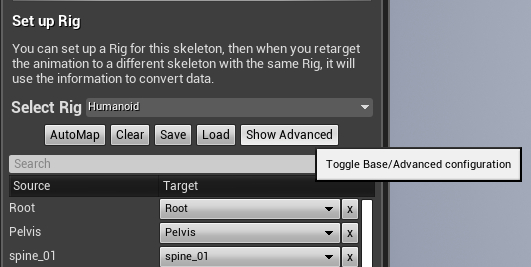 Set up Rig
You can set up a Rig for this skeleton, then when you retarget
the animation to a different skeleton with the same Rig, it will
use the information to convert data.
Select Rig Humanoid
AutoMap Clear Save Load Show Advanced
Search
Toggle Base/Advanced configuration
Source Target
Root Root x
Pelvis Pelvis x
spine_01 spine_01 x